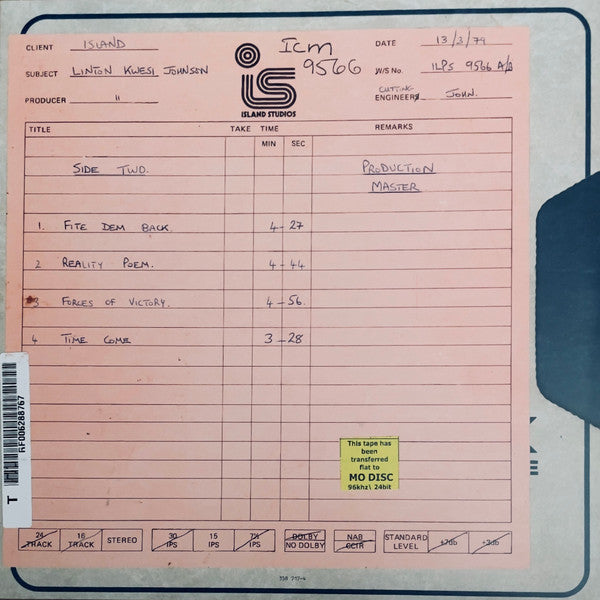 CLIENT ISLAND
ICM 9566
DATE 13/3/79
SUBJECT LINTON KWESI JOHNSON
W/S No. ILPS 9566 A/B
PRODUCER "
is
ISLAND STUDIOS
CUTTING
ENGINEERS JOHN.
TITLE TAKE TIME REMARKS
MIN SEC
SIDE TWO.
PRODUCTION
MASTER
1. FITE DEM BACK. 4-27
2 REALITY POEM. 4-44
3 FORCES OF VICTORY. 4-56.
4 TIME COME 3-28
This tape has
been
transferred
flat to
MO DISC
96khz\ 24bit
T
RF006288767
24 TRACK 16 TRACK STEREO
30 IPS 15 IPS 7½ IPS
DOLBY
NO DOLBY
NAB
CCIR
STANDARD LEVEL +7db +3db